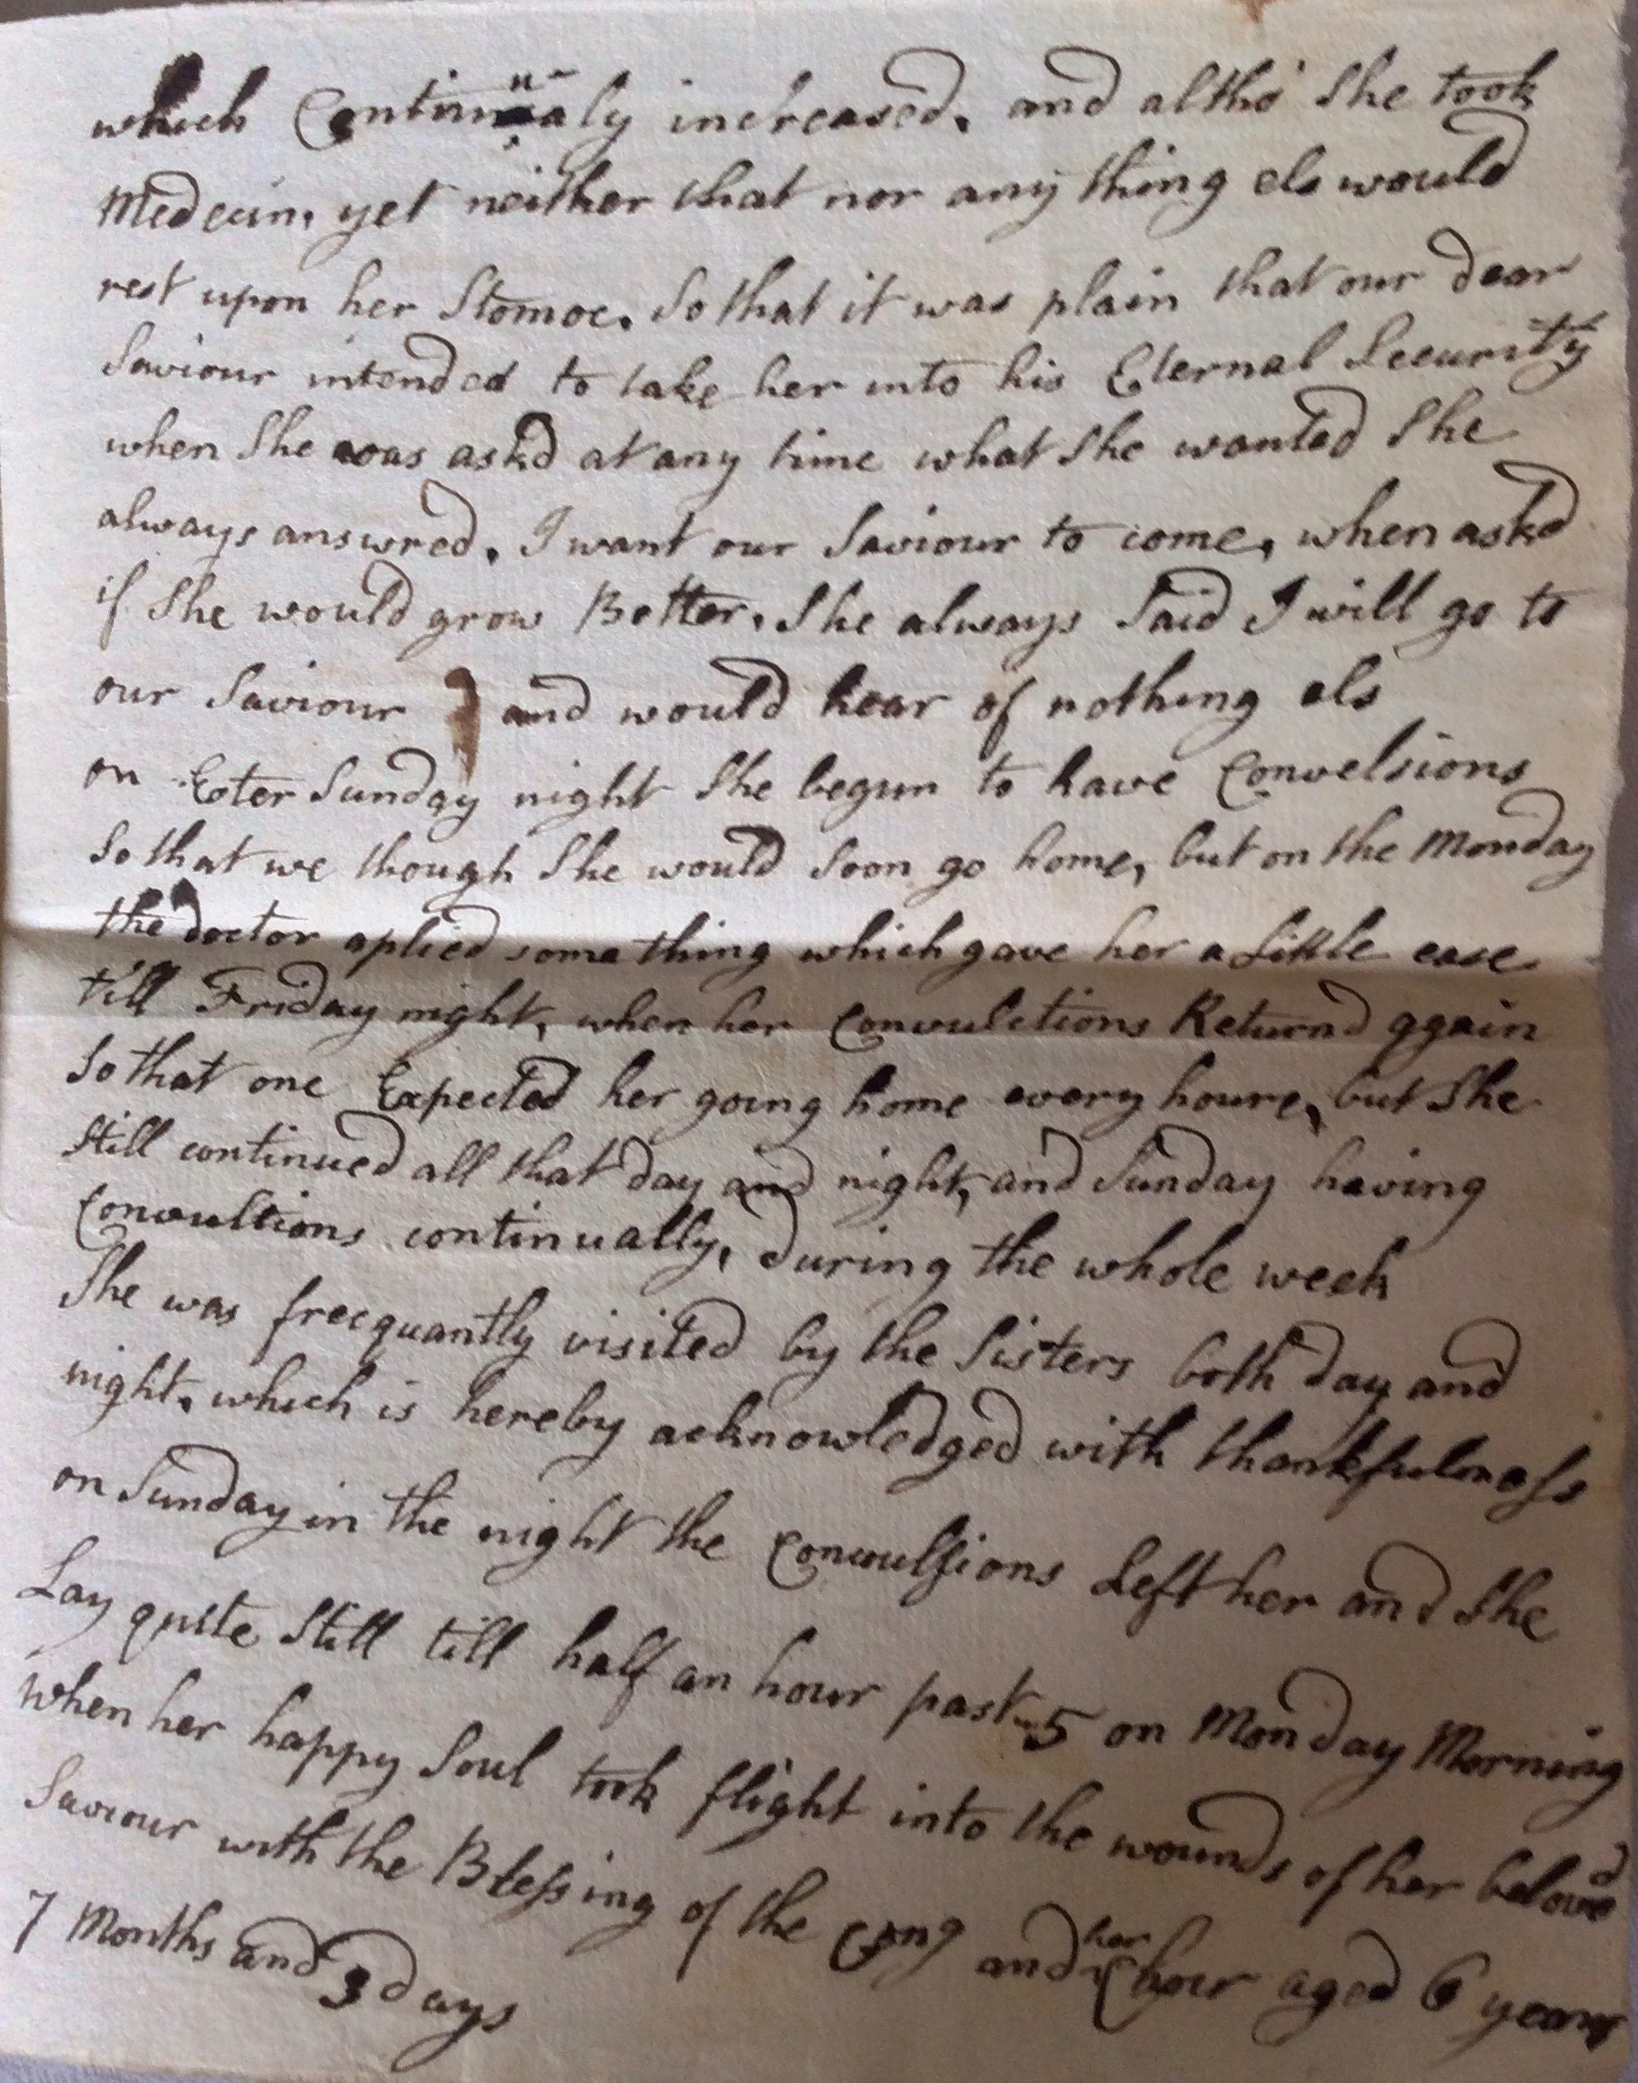 which Continualy increased, and altho' She took
Medecin, yet neither that nor any thing els would
rest upon her Stomoc. So that it was plain that our dear
Saviour intended to take her into his Eternal Security
when She was askd at any time what She wanted She
always answred, I want our Saviour to come, when askd
if She would grow Better, She always Said I will go to
our Saviour and would hear of nothing els
on Ester Sunday night She begun to have Convelsions
So that we though She would Soon go home, but on the Monday
the doctor aplied some thing which gave her a Little ease
till Friday night, when her Convulctions Returnd again
So that one Expected her going home every houre, but She
Still continued all that day and night, and Sunday having
Convultions continually, during the whole week
She was frecquantly visited by the Sisters both day and
night, which is hereby acknowledged with thankfulness
on Sunday in the night the Convulsions Left her and She
Lay quite Still till half an hour past 5 on Monday Morning
when her happy Soul took flight into the wounds of her belovd
Saviour with the Blessing of the Cong and her Choir aged 6 years
7 Months and 3 days